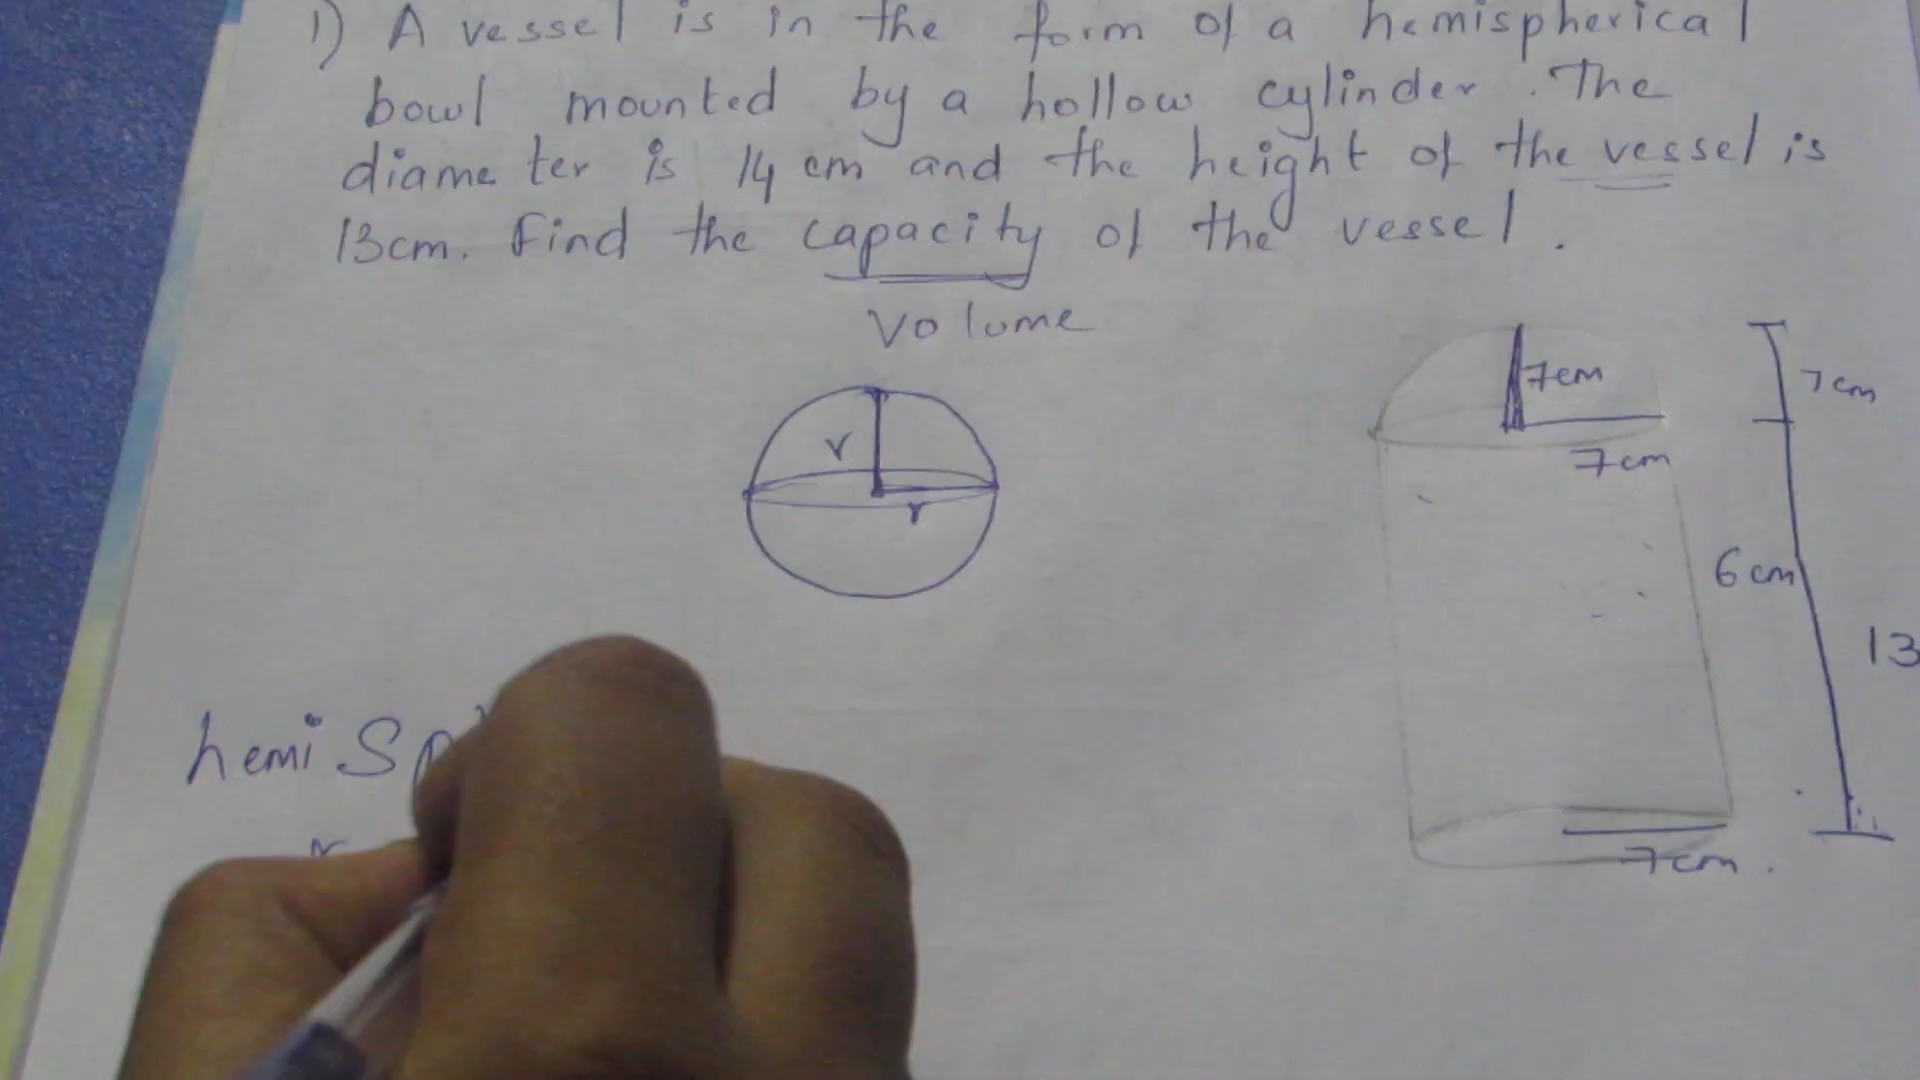 1) A vessel is in the form of a hemispherical
bowl mounted by a hollow cylinder. The
diameter is 14 cm and the height of the vessel is
13cm. Find the capacity of the vessel.
Volume
7cm
7cm
r
r
7cm
6cm
13
hemi
7cm.